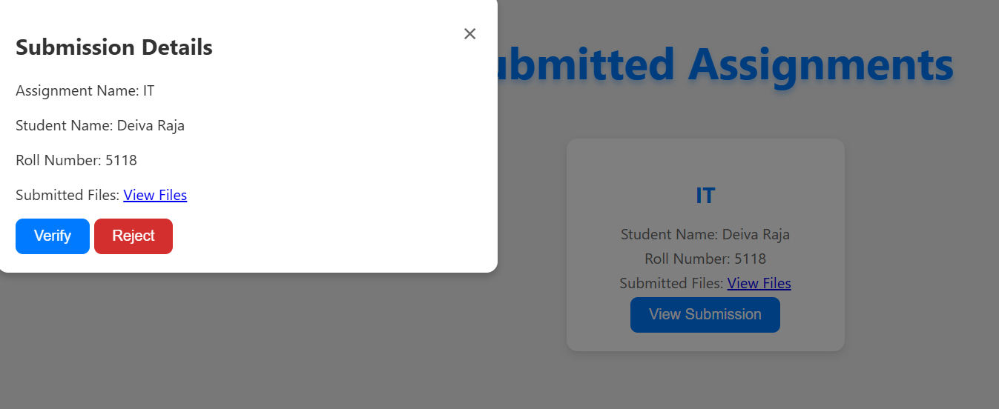 Submission Details
×
Assignment Name: IT
Student Name: Deiva Raja
Roll Number: 5118
Submitted Files: View Files
Verify Reject
ubmitted Assignments
IT
Student Name: Deiva Raja
Roll Number: 5118
Submitted Files: View Files
View Submission